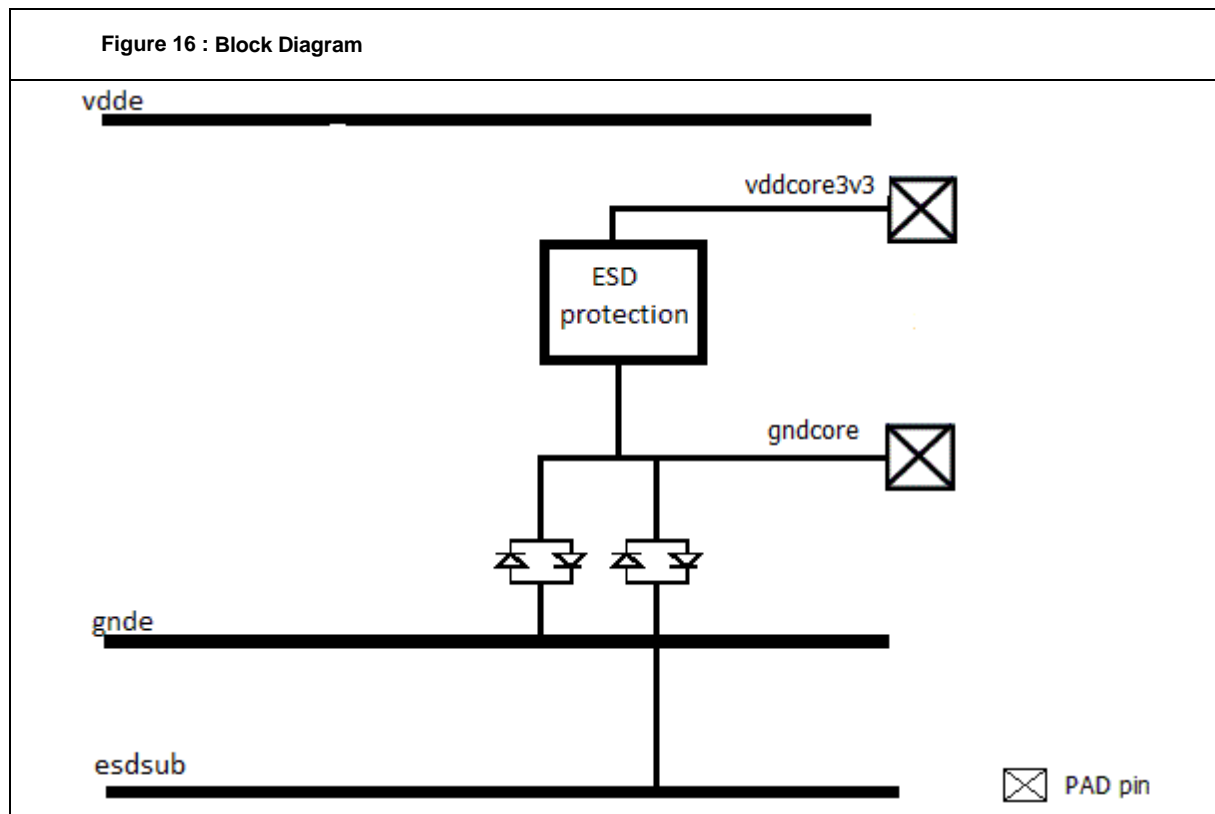 Figure 16 : Block Diagram
vdde
vddcore3v3
ESD
protection
gndcore
gnde
esdsub
PAD pin